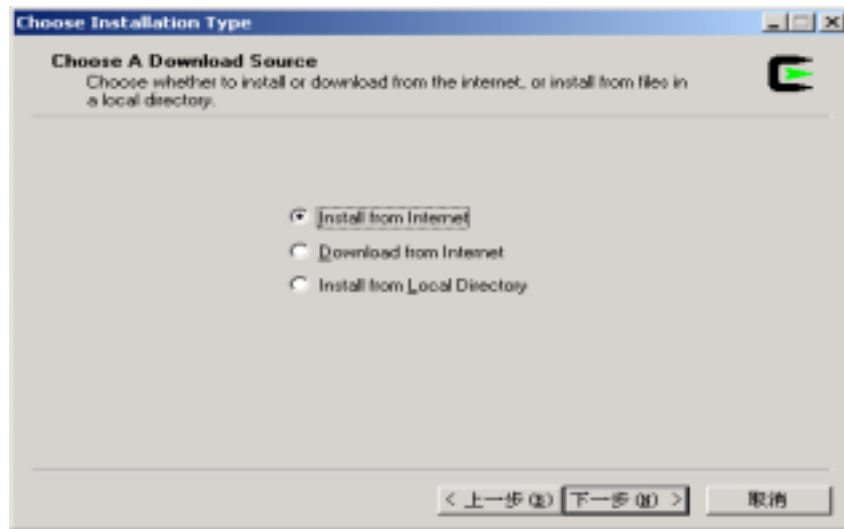 Choose Installation Type
Choose A Download Source
Choose whether to install or download from the internet, or install from files in
a local directory.
Install from Internet
Download from Internet
Install from Local Directory
< 上一步(B) 下一步(N) > 取消